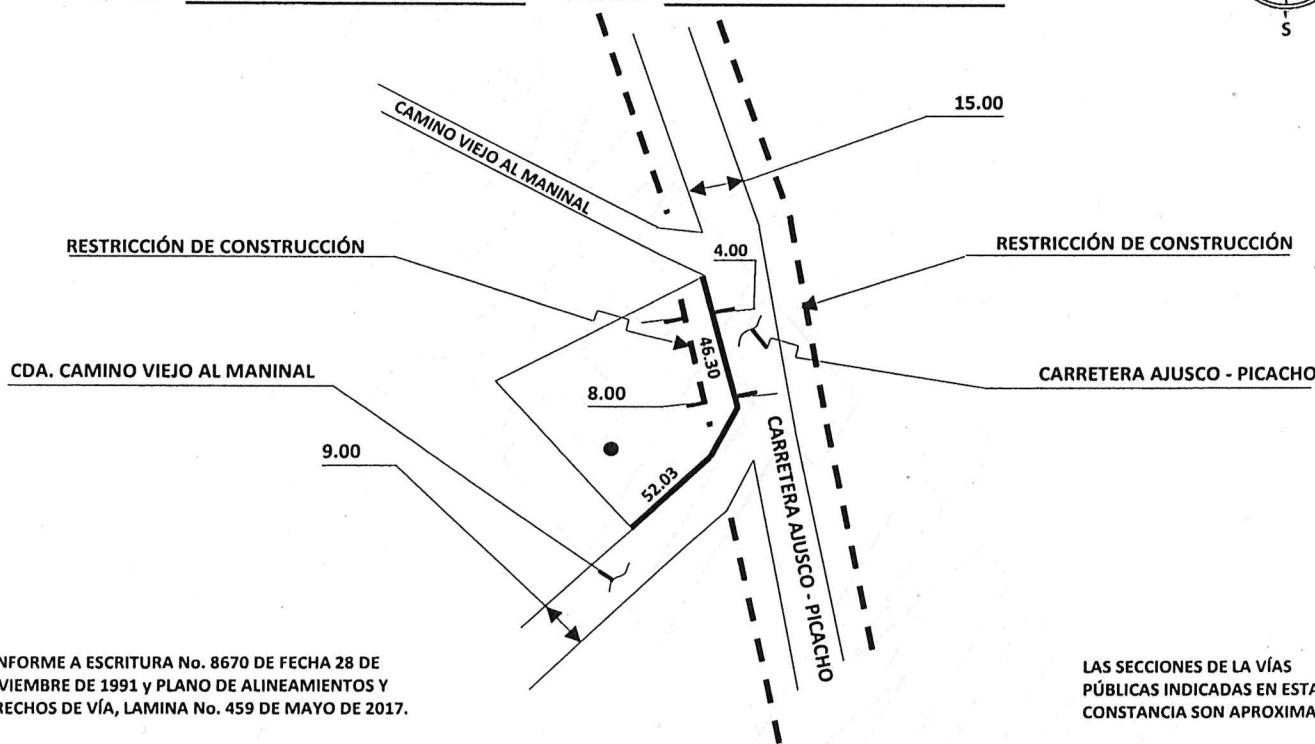 S
15.00
CAMINO VIEJO AL MANINAL
RESTRICCIÓN DE CONSTRUCCIÓN
4.00
RESTRICCIÓN DE CONSTRUCCIÓN
46.30
CDA. CAMINO VIEJO AL MANINAL
CARRETERA AJUSCO - PICACHO
8.00
9.00
52.03
CARRETERA AJUSCO - PICACHO
NFORME A ESCRITURA No. 8670 DE FECHA 28 DE
VIEMBRE DE 1991 y PLANO DE ALINEAMIENTOS Y
RECHOS DE VÍA, LAMINA No. 459 DE MAYO DE 2017.
LAS SECCIONES DE LA VÍAS
PÚBLICAS INDICADAS EN ESTA
CONSTANCIA SON APROXIMA